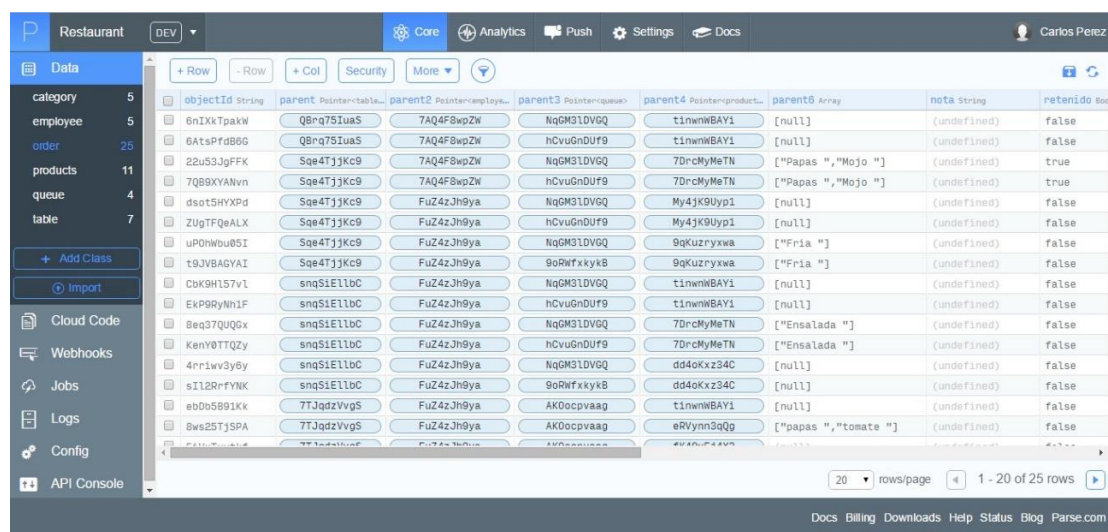 P Restaurant DEV Core Analytics Push Settings Docs Carlos Perez
Data
category 5
employee 5
order 25
products 11
queue 4
table 7
+ Add Class
Import
Cloud Code
Webhooks
Jobs
Logs
Config
API Console
+ Row - Row + Col Security More
objectId String parent Pointer<table... parent2 Pointer<employe... parent3 Pointer<queue> parent4 Pointer<product... parent6 Array nota String retenido Boo
6nIXkTpakW QBrq75IuaS 7AQ4F8wpZW NqGM3lDVGQ tinwnWBAYi [null] (undefined) false
6AtsPfdB6G QBrq75IuaS 7AQ4F8wpZW hCvuGnDUf9 tinwnWBAYi [null] (undefined) false
22u53JgFFK Sqe4TjjKc9 7AQ4F8wpZW NqGM3lDVGQ 7DrcMyMeTN ["Papas ","Mojo "] (undefined) true
7QB9XYANvn Sqe4TjjKc9 7AQ4F8wpZW hCvuGnDUf9 7DrcMyMeTN ["Papas ","Mojo "] (undefined) true
dsot5HYXPd Sqe4TjjKc9 FuZ4zJh9ya NqGM3lDVGQ My4jK9Uyp1 [null] (undefined) false
ZUgTFQeALX Sqe4TjjKc9 FuZ4zJh9ya hCvuGnDUf9 My4jK9Uyp1 [null] (undefined) false
uPOhWbu05I Sqe4TjjKc9 FuZ4zJh9ya NqGM3lDVGQ 9qKuzryxwa ["Fria "] (undefined) false
t9JVBAGYAI Sqe4TjjKc9 FuZ4zJh9ya 9oRWfxkykB 9qKuzryxwa ["Fria "] (undefined) false
CbK9Hl57vl snqSiEllbC FuZ4zJh9ya NqGM3lDVGQ tinwnWBAYi [null] (undefined) false
EkP9RyNh1F snqSiEllbC FuZ4zJh9ya hCvuGnDUf9 tinwnWBAYi [null] (undefined) false
8eq37QUQGx snqSiEllbC FuZ4zJh9ya NqGM3lDVGQ 7DrcMyMeTN ["Ensalada "] (undefined) false
KenY0TTQZy snqSiEllbC FuZ4zJh9ya hCvuGnDUf9 7DrcMyMeTN ["Ensalada "] (undefined) false
4rriwv3y6y snqSiEllbC FuZ4zJh9ya NqGM3lDVGQ dd4oKxz34C [null] (undefined) false
sIl2RrfYNK snqSiEllbC FuZ4zJh9ya 9oRWfxkykB dd4oKxz34C [null] (undefined) false
ebDb5B91Kk 7TJqdzVvgS FuZ4zJh9ya AKOocpvaag tinwnWBAYi [null] (undefined) false
8ws25TjSPA 7TJqdzVvgS FuZ4zJh9ya AKOocpvaag eRVynn3qQg ["papas ","tomate "] (undefined) false
20 rows/page 1 - 20 of 25 rows
Docs Billing Downloads Help Status Blog Parse.com